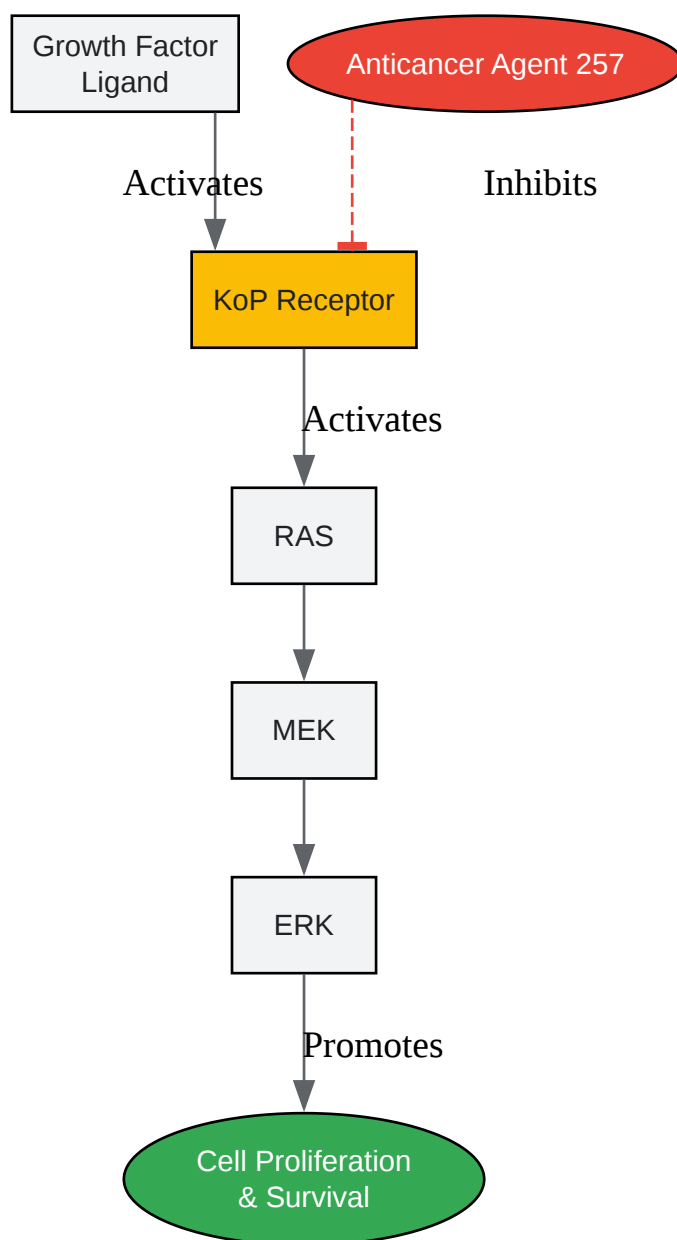 Growth Factor
Ligand
Anticancer Agent 257
Activates
Inhibits
KoP Receptor
Activates
RAS
MEK
ERK
Promotes
Cell Proliferation
& Survival